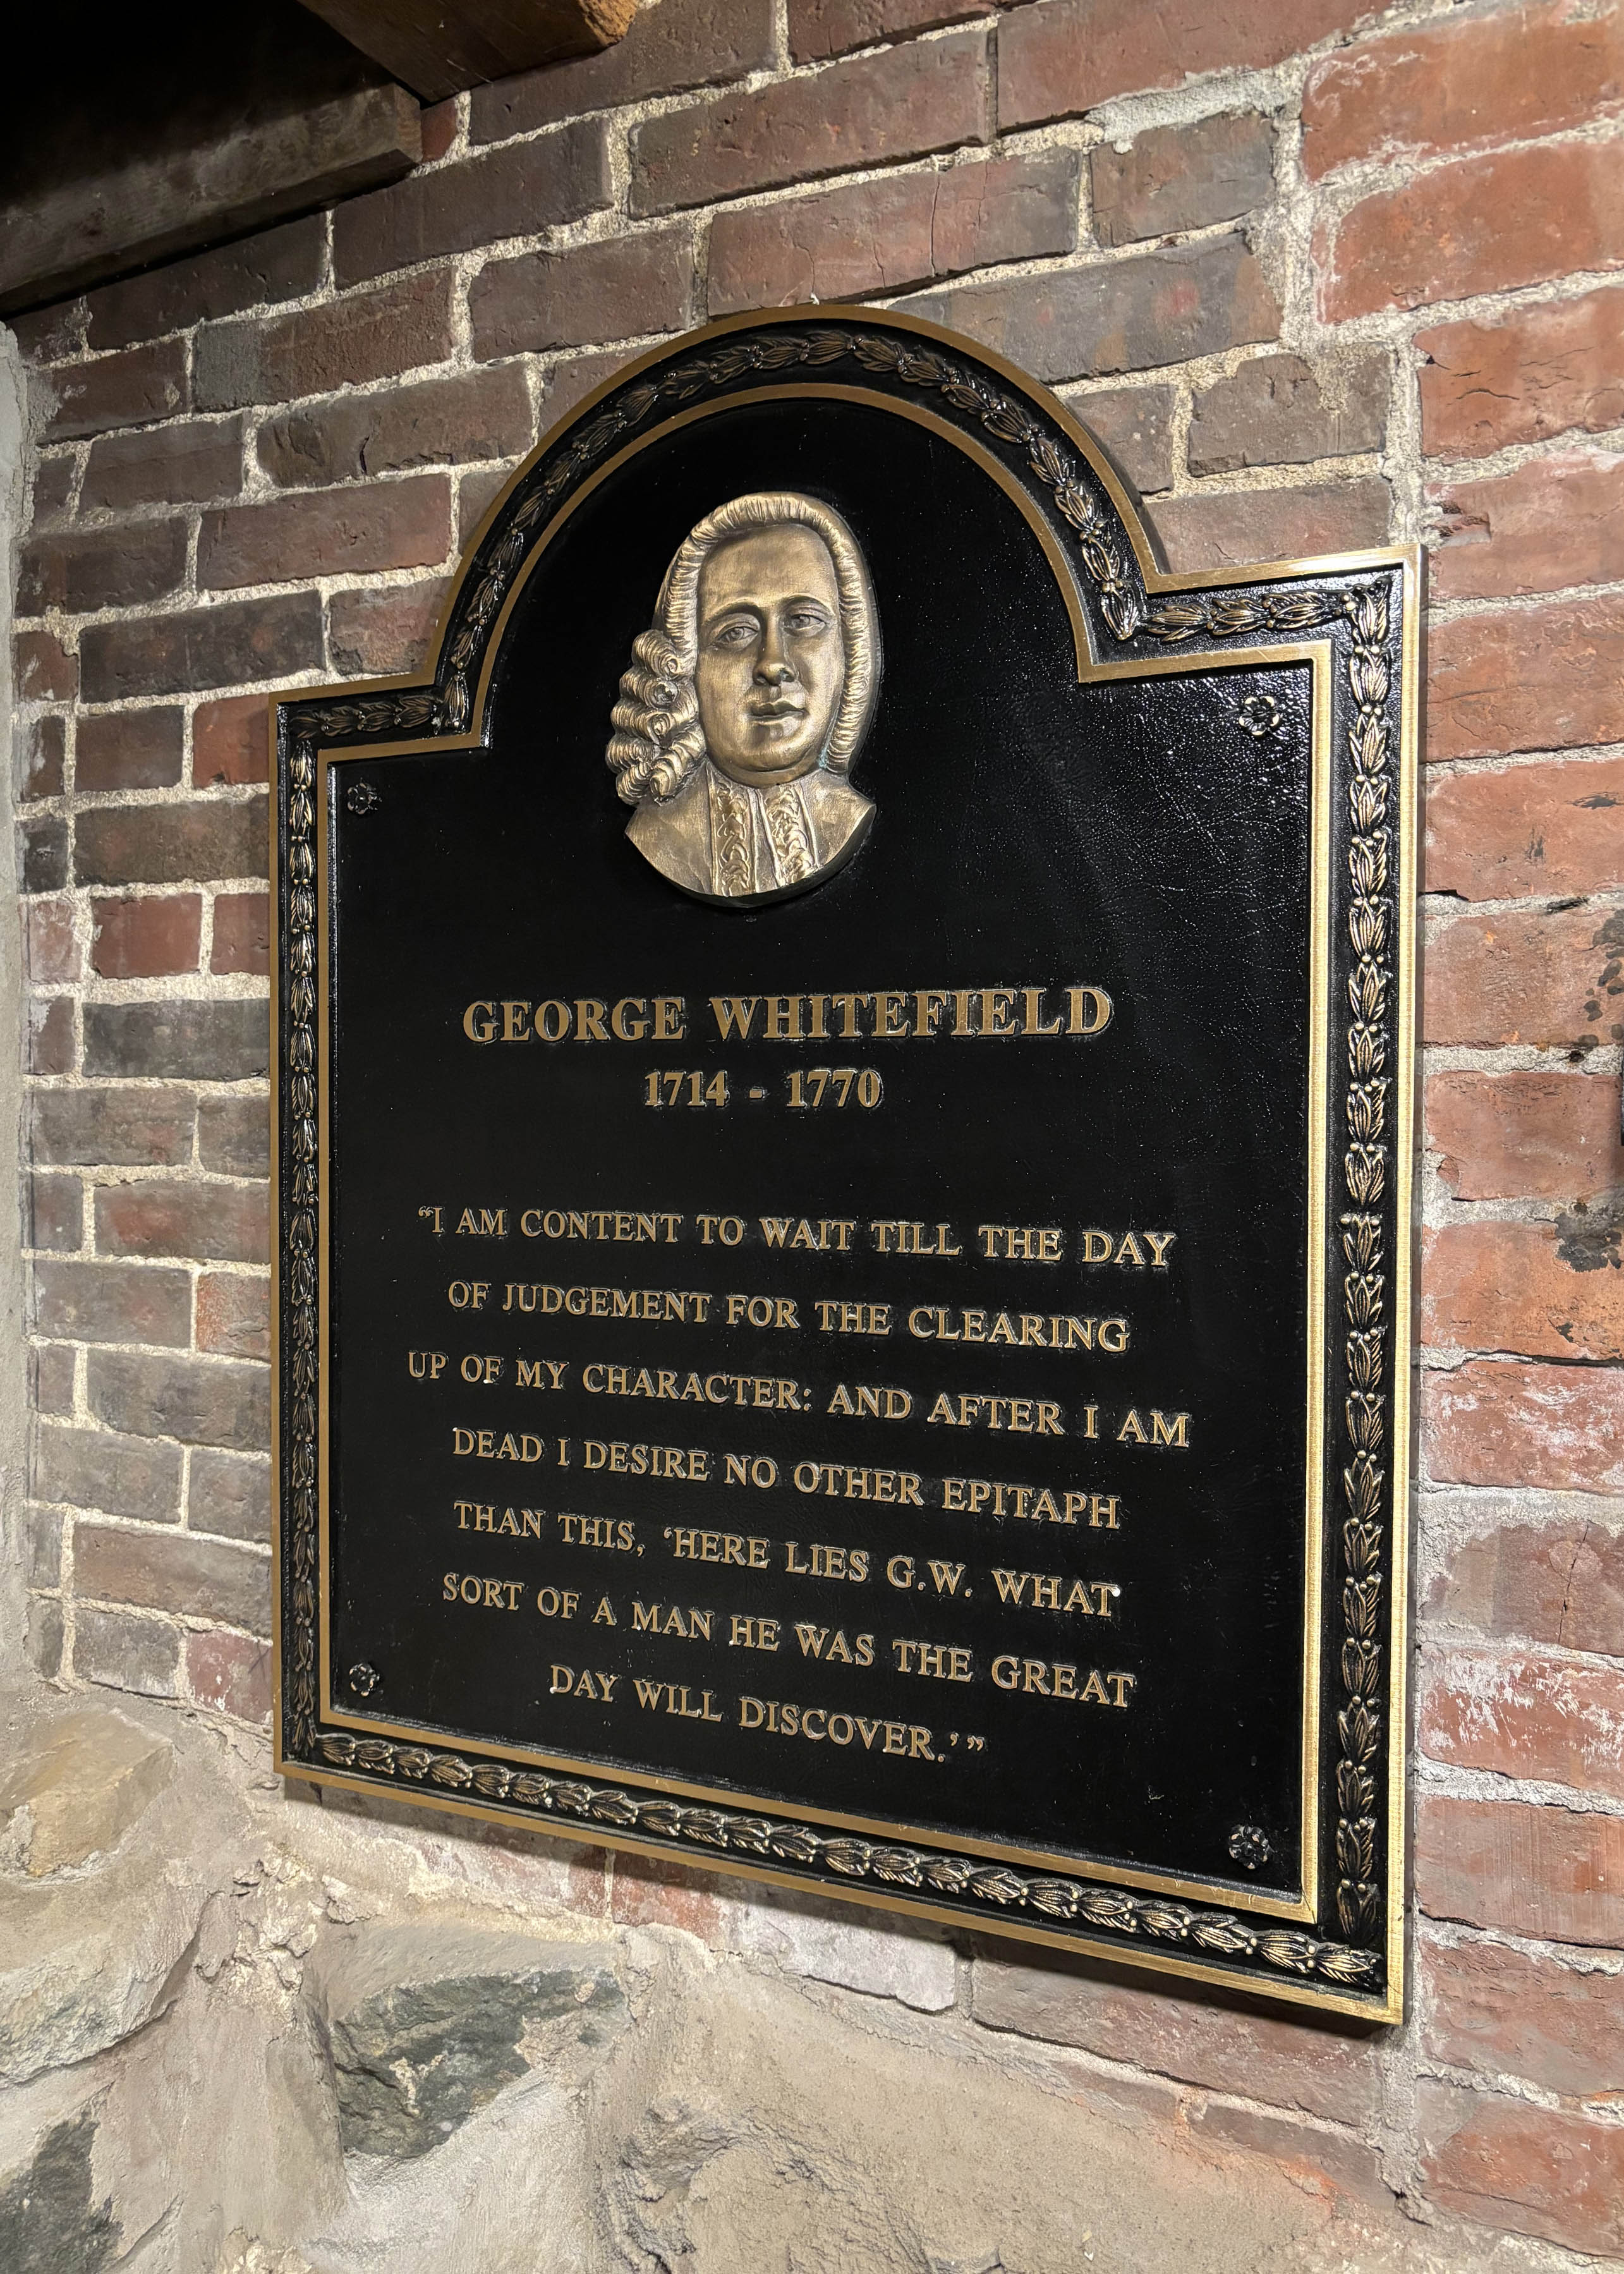 GEORGE WHITEFIELD
1714 - 1770
“I AM CONTENT TO WAIT TILL THE DAY
OF JUDGEMENT FOR THE CLEARING
UP OF MY CHARACTER: AND AFTER I AM
DEAD I DESIRE NO OTHER EPITAPH
THAN THIS, ‘HERE LIES G.W. WHAT
SORT OF A MAN HE WAS THE GREAT
DAY WILL DISCOVER.’”